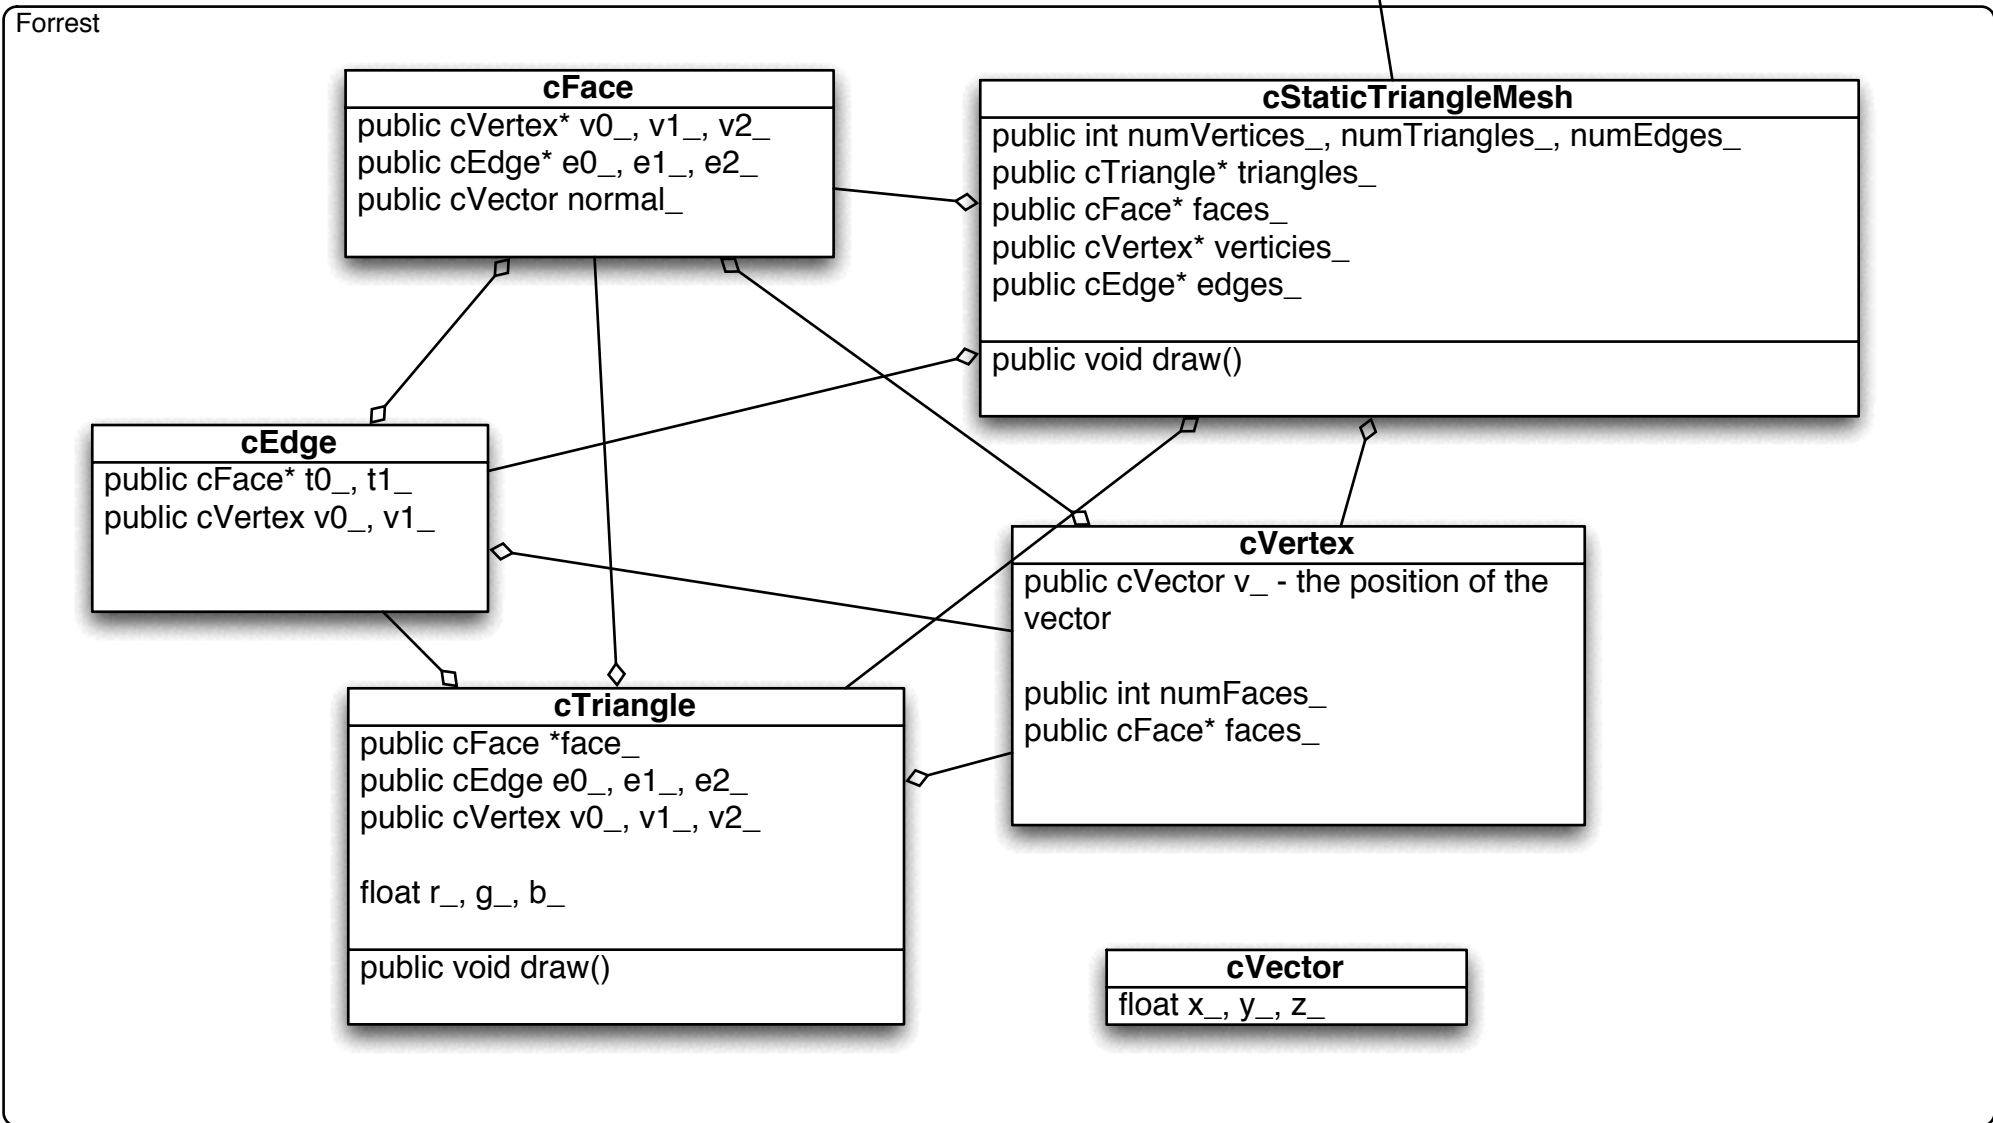 Forrest
cFace
public cVertex* v0_, v1_, v2_
public cEdge* e0_, e1_, e2_
public cVector normal_
cStaticTriangleMesh
public int numVertices_, numTriangles_, numEdges_
public cTriangle* triangles_
public cFace* faces_
public cVertex* verticies_
public cEdge* edges_
public void draw()
cEdge
public cFace* t0_, t1_
public cVertex v0_, v1_
cVertex
public cVector v_ - the position of the
vector
public int numFaces_
public cFace* faces_
cTriangle
public cFace *face_
public cEdge e0_, e1_, e2_
public cVertex v0_, v1_, v2_
float r_, g_, b_
public void draw()
cVector
float x_, y_, z_